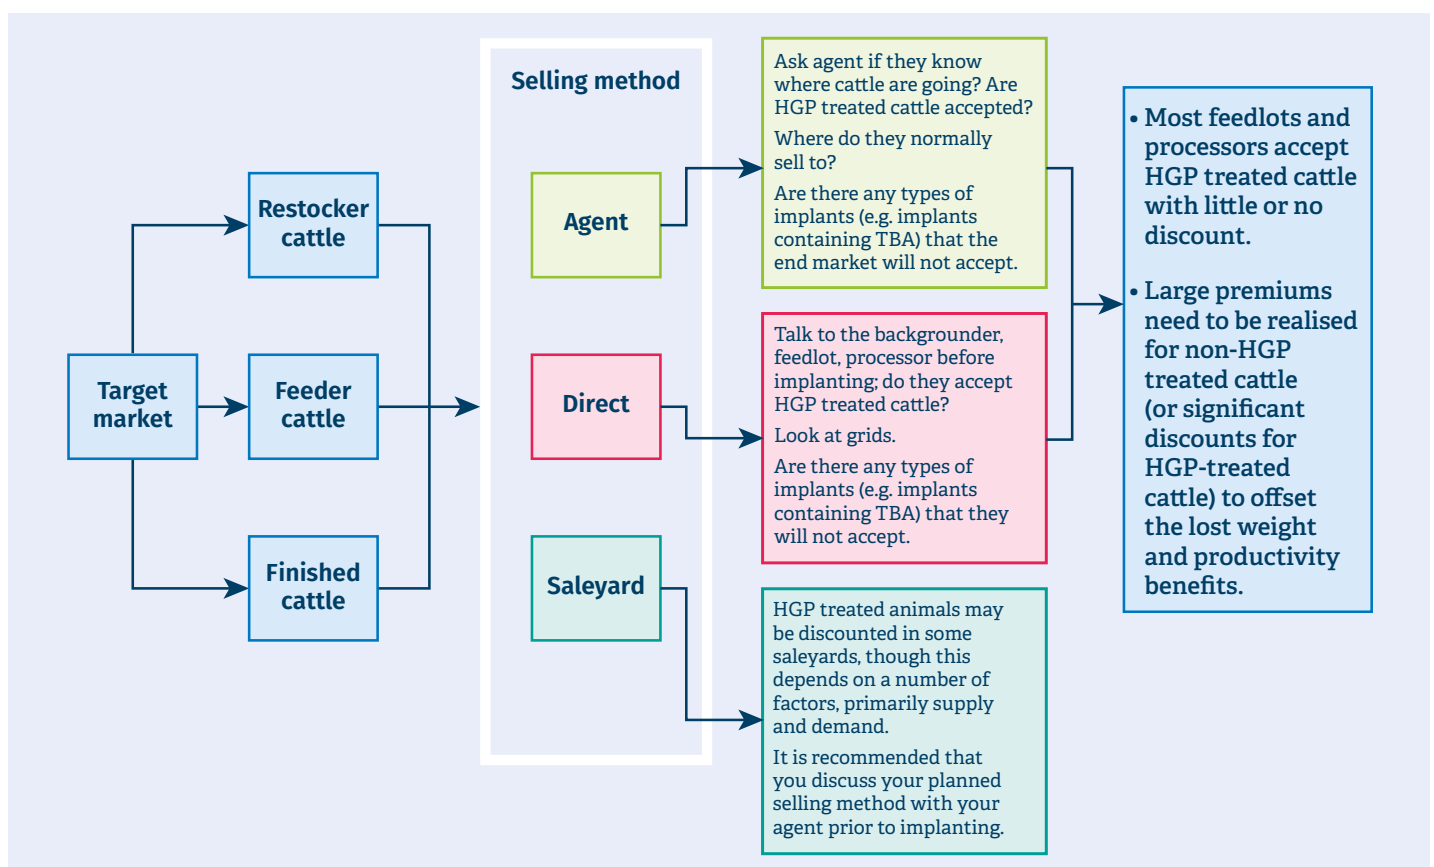 Target
market
Restocker
cattle
Feeder
cattle
Finished
cattle
Selling method
Agent
Direct
Saleyard
Ask agent if they know
where cattle are going? Are
HGP treated cattle accepted?
Where do they normally
sell to?
Are there any types of
implants (e.g. implants
containing TBA) that the
end market will not accept.
Talk to the backgrounder,
feedlot, processor before
implanting; do they accept
HGP treated cattle?
Look at grids.
Are there any types of
implants (e.g. implants
containing TBA) that they
will not accept.
HGP treated animals may
be discounted in some
saleyards, though this
depends on a number of
factors, primarily supply
and demand.
It is recommended that
you discuss your planned
selling method with your
agent prior to implanting.
• Most feedlots and
processors accept
HGP treated cattle
with little or no
discount.
• Large premiums
need to be realised
for non-HGP
treated cattle
(or significant
discounts for
HGP-treated
cattle) to offset
the lost weight
and productivity
benefits.